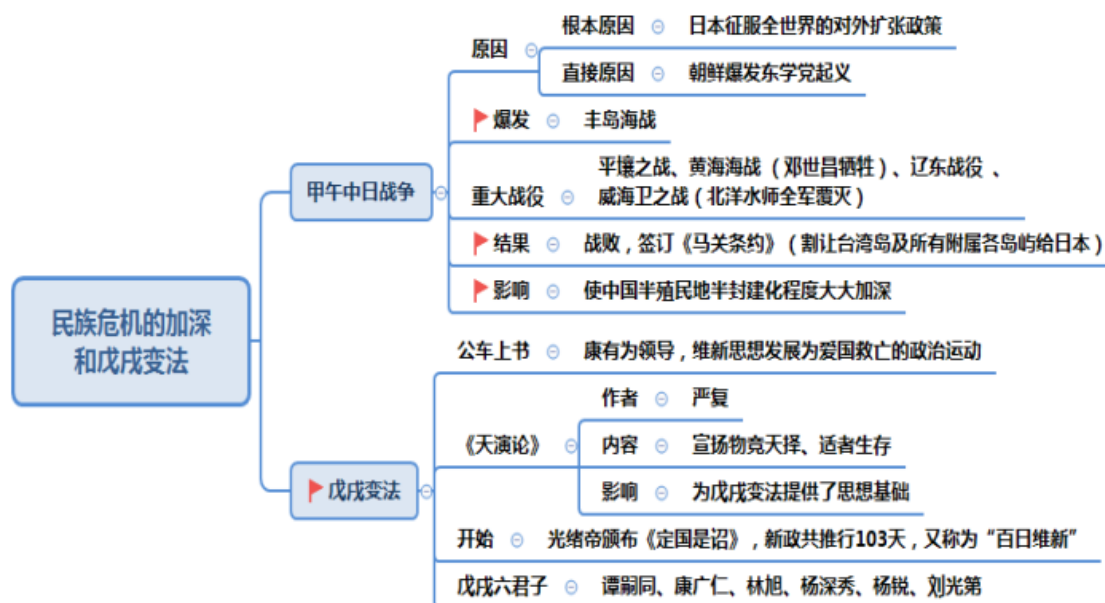 民族危机的加深
和戊戌变法
甲午中日战争
原因
根本原因
日本征服全世界的对外扩张政策
直接原因
朝鲜爆发东学党起义
爆发
丰岛海战
重大战役
平壤之战、黄海海战（邓世昌牺牲）、辽东战役 、
威海卫之战（北洋水师全军覆灭）
结果
战败，签订《马关条约》（割让台湾岛及所有附属各岛屿给日本）
影响
使中国半殖民地半封建化程度大大加深
戊戌变法
公车上书
康有为领导，维新思想发展为爱国救亡的政治运动
《天演论》
作者
严复
内容
宣扬物竞天择、适者生存
影响
为戊戌变法提供了思想基础
开始
光绪帝颁布《定国是诏》，新政共推行103天，又称为“百日维新”
戊戌六君子
谭嗣同、康广仁、林旭、杨深秀、杨锐、刘光第